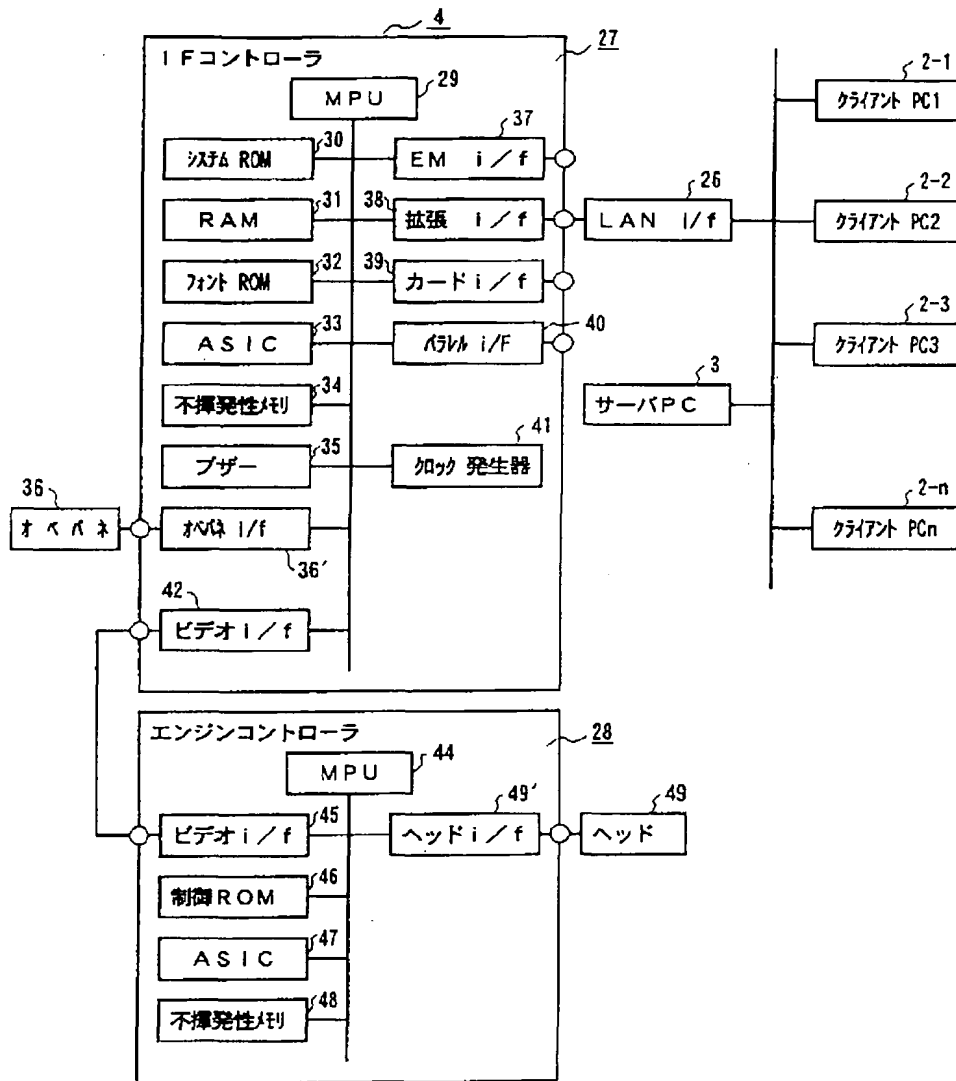 4
27
IFコントローラ
MPU
29
システム ROM
30
EM i/f
37
RAM
31
拡張 i/f
38
LAN i/f
26
フォント ROM
32
カード i/f
39
ASIC
33
パラレル i/F
40
不揮発性メモリ
34
ブザー
35
クロック 発生器
41
36
オペパネ
オペパネ i/f
36'
42
ビデオ i/f
2-1
クライアント PC1
2-2
クライアント PC2
2-3
クライアント PC3
3
サーバPC
2-n
クライアント PCn
エンジンコントローラ
28
MPU
44
ビデオ i/f
45
ヘッド i/f
49'
ヘッド
49
制御ROM
46
ASIC
47
不揮発性メモリ
48